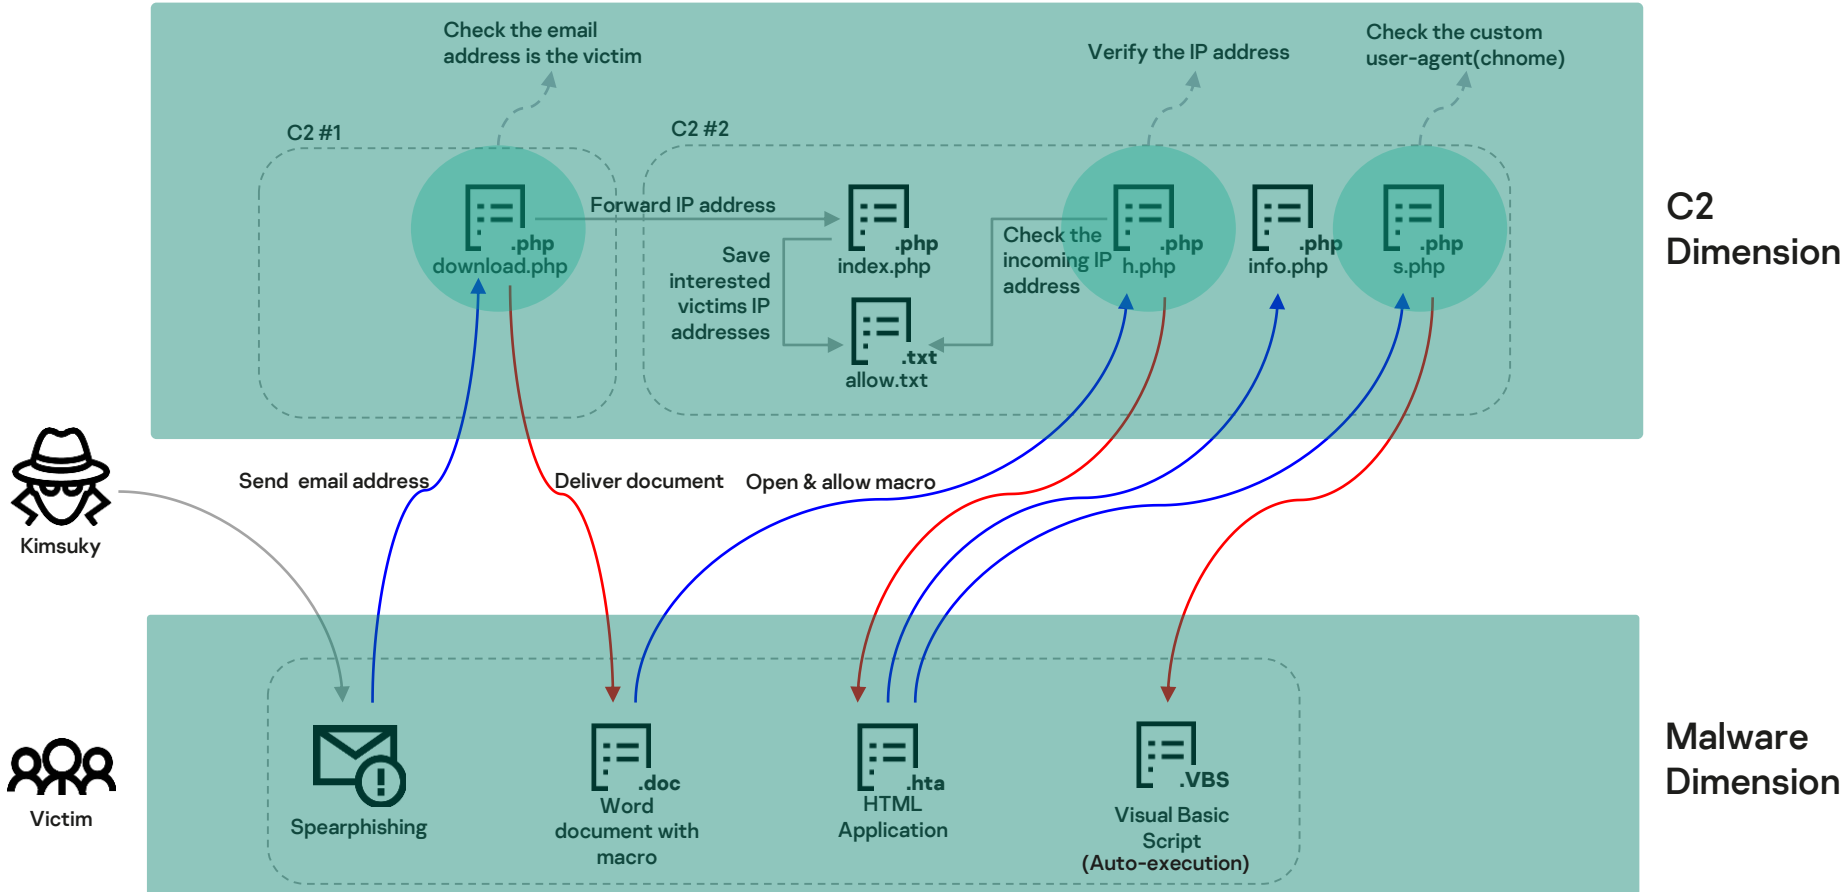 Check the email
address is the victim
Verify the IP address
Check the custom
user-agent(chnome)
C2 #1
C2 #2
.php
download.php
Forward IP address
.php
index.php
Save
interested
victims IP
addresses
.txt
allow.txt
Check the
incoming IP
address
.php
h.php
.php
info.php
.php
s.php
C2
Dimension
Kimsuky
Send  email address
Deliver document
Open & allow macro
Victim
Spearphishing
.doc
Word
document with
macro
.hta
HTML
Application
.VBS
Visual Basic
Script
(Auto-execution)
Malware
Dimension